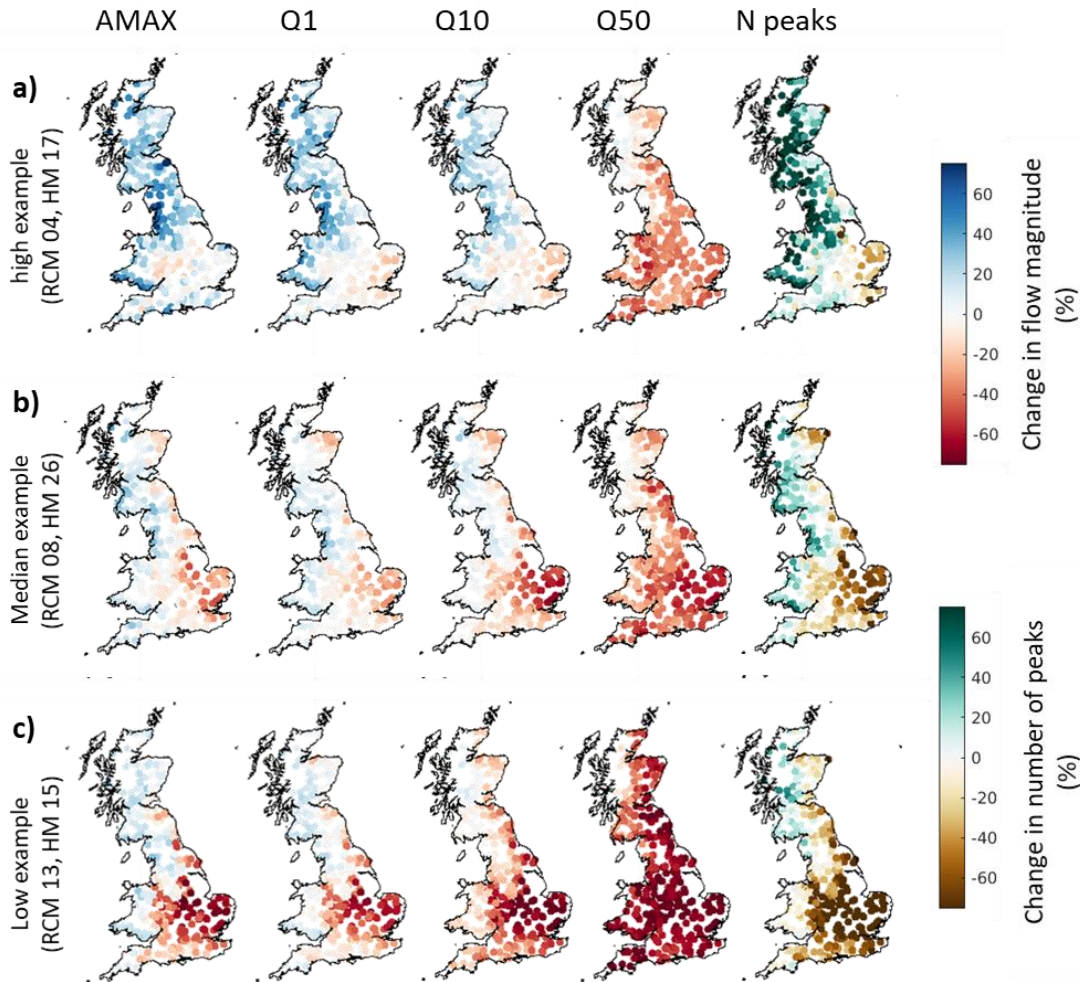 AMAX Q1 Q10 Q50 N peaks
a)
high example
(RCM 04, HM 17)
60
40
20
0
-20
-40
-60
Change in flow magnitude
(%)
b)
Median example
(RCM 08, HM 26)
c)
Low example
(RCM 13, HM 15)
60
40
20
0
-20
-40
-60
Change in number of peaks
(%)